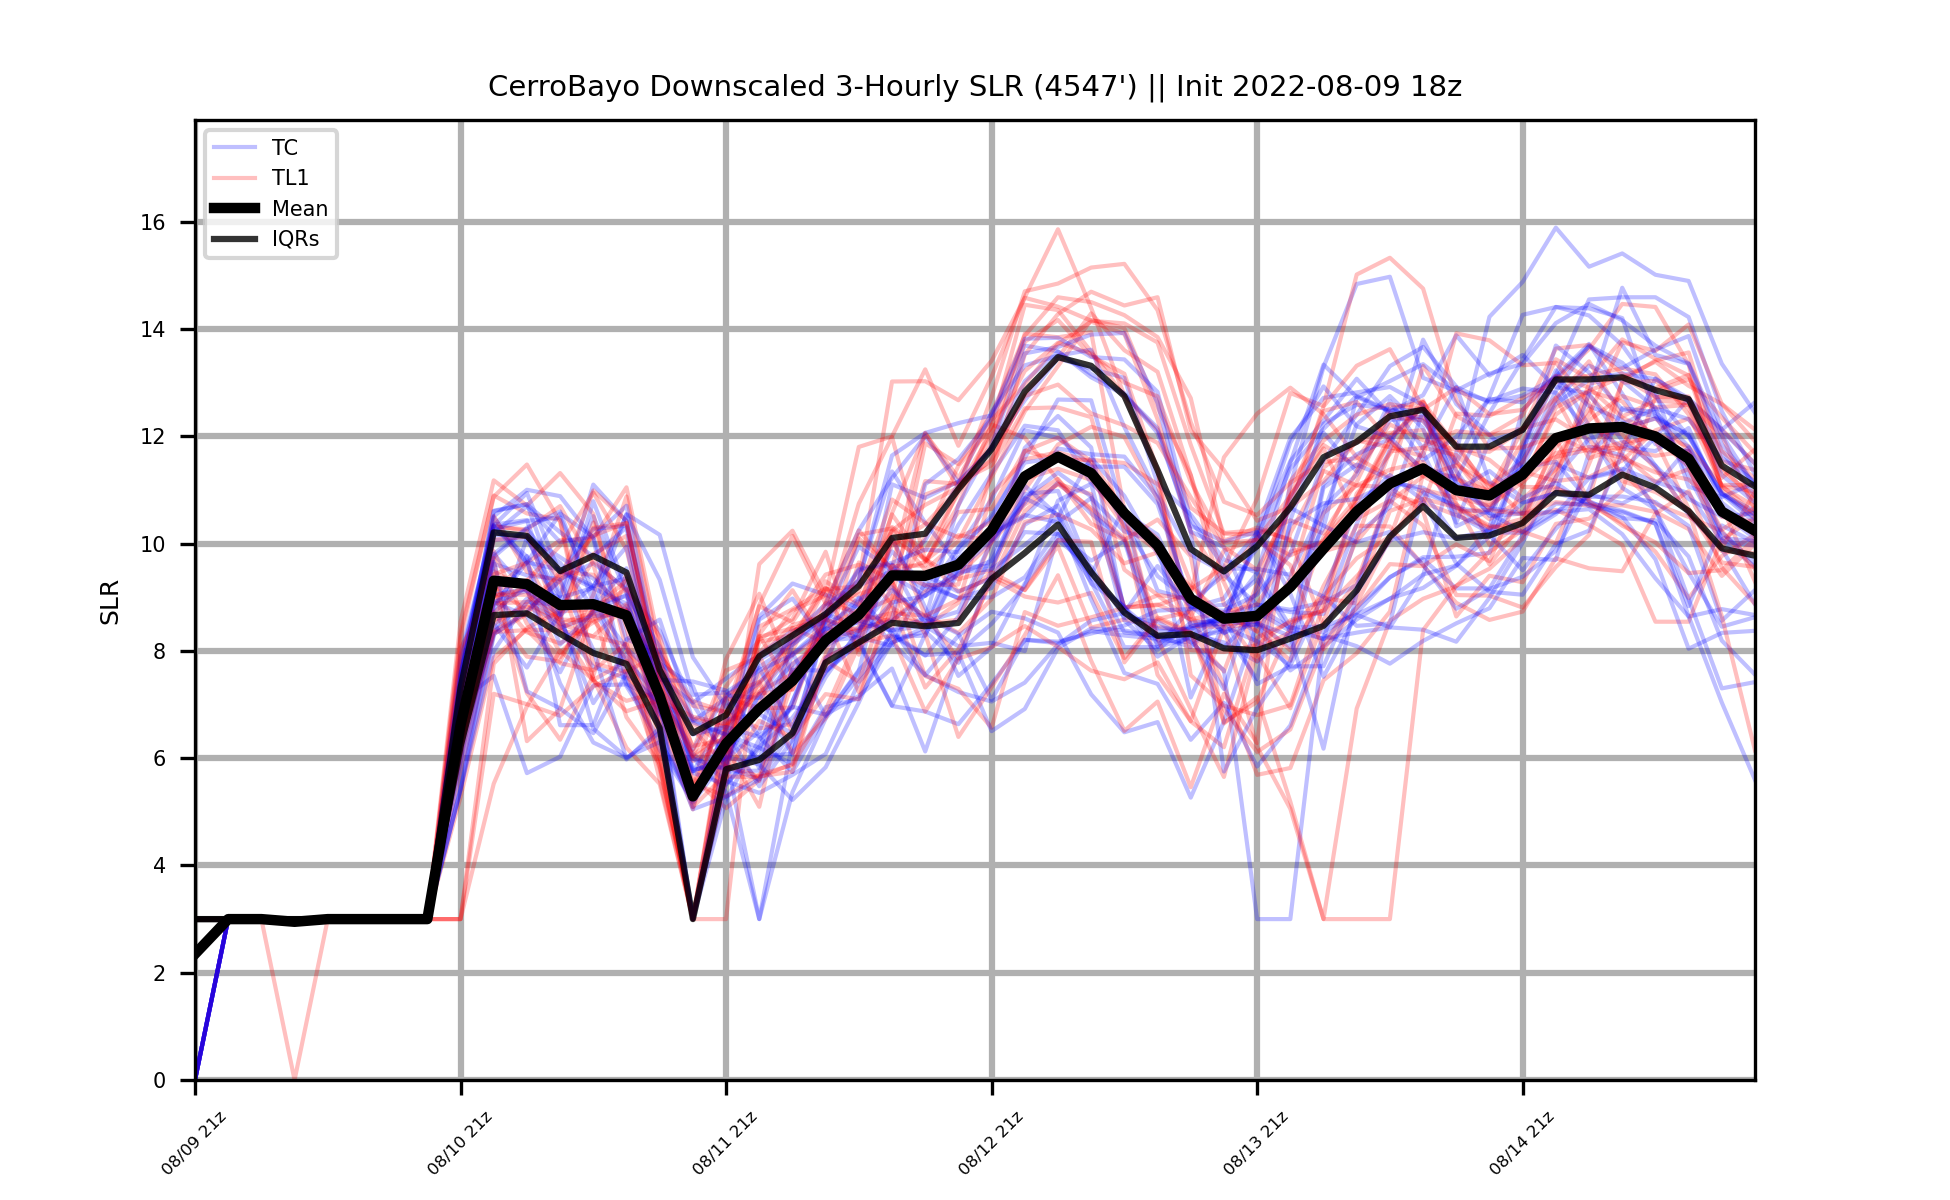 CerroBayo Downscaled 3-Hourly SLR (4547') || Init 2022-08-09 18z
TC
TL1
Mean
IQRs
SLR
16
14
12
10
8
6
4
2
0
08/09 21z
08/10 21z
08/11 21z
08/12 21z
08/13 21z
08/14 21z